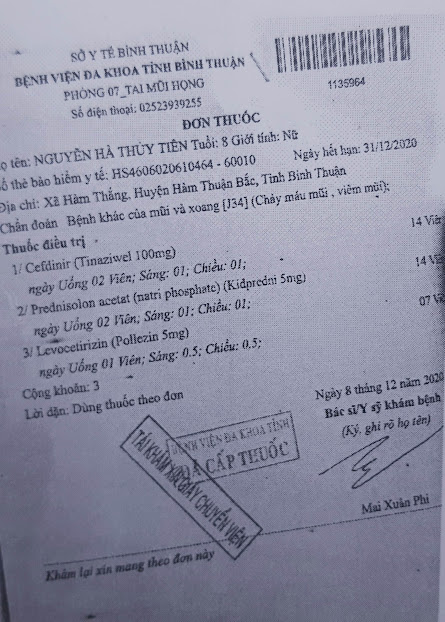 SỞ Y TẾ BÌNH THUẬN
BỆNH VIỆN ĐA KHOA TỈNH BÌNH THUẬN
PHÒNG 07_TAI MŨI HỌNG
Số điện thoại: 02523939255
1135964
ĐƠN THUỐC
ọ tên: NGUYỄN HÀ THỦY TIÊN Tuổi: 8 Giới tính: Nữ
ố thẻ bảo hiểm y tế: HS4606020610464 - 60010 Ngày hết hạn: 31/12/2020
Địa chỉ: Xã Hàm Thắng, Huyện Hàm Thuận Bắc, Tỉnh Bình Thuận
Chẩn đoán Bệnh khác của mũi và xoang [J34] (Chảy máu mũi , viêm mũi);
Thuốc điều trị
1/ Cefdinir (Tinaziwel 100mg) 14 Viên
ngày Uống 02 Viên; Sáng: 01; Chiều: 01;
2/ Prednisolon acetat (natri phosphate) (Kidpredni 5mg) 14 Viê
ngày Uống 02 Viên; Sáng: 01; Chiều: 01;
3/ Levocetirizin (Pollezin 5mg) 07 Vi
ngày Uống 01 Viên; Sáng: 0.5; Chiều: 0,5;
Cộng khoản: 3
Lời dặn: Dùng thuốc theo đơn
Ngày 8 tháng 12 năm 2020
Bác sĩ/Y sỹ khám bệnh
(Ký, ghi rõ họ tên)
BỆNH VIỆN ĐA KHOA TỈNH
ĐÃ CẤP THUỐC
TÁI KHÁM XIN GIẤY CHUYỂN VIỆN
Mai Xuân Phi
Khám lại xin mang theo đơn này